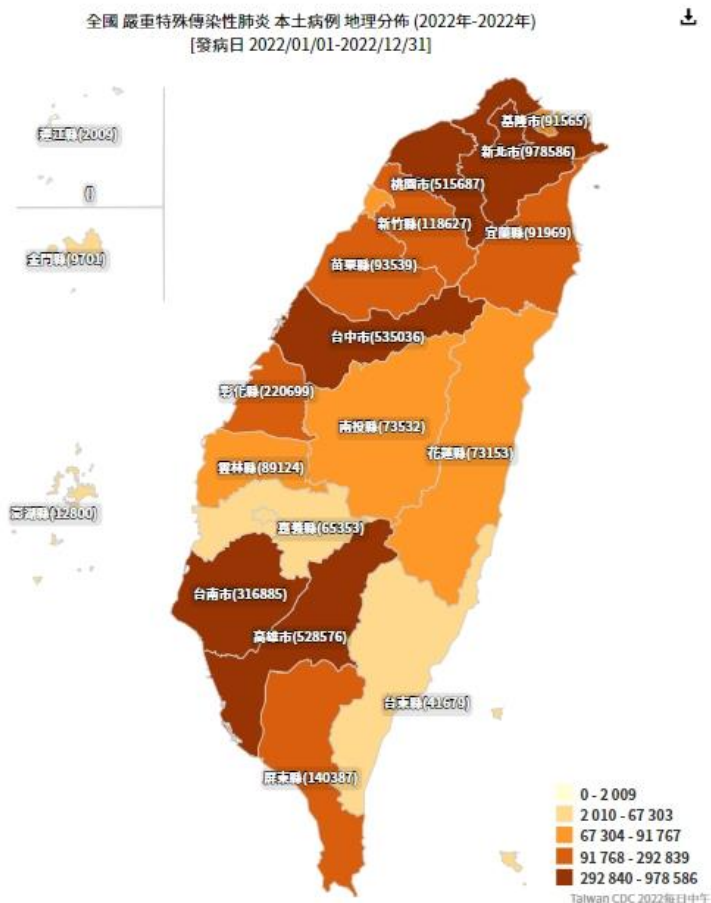 全國 嚴重特殊傳染性肺炎 本土病例 地理分佈 (2022年-2022年)
[發病日 2022/01/01-2022/12/31]
基隆市(91565)
連江縣(2009)
新北市(978586)
桃園市(515687)
()
新竹縣(118627)
宜蘭縣(91969)
金門縣(9701)
苗栗縣(93539)
台中市(535036)
彰化縣(220699)
南投縣(73532)
花蓮縣(73153)
雲林縣(89124)
澎湖縣(12800)
嘉義縣(65353)
台南市(316885)
高雄市(528576)
台東縣(41679)
屏東縣(140387)
0 - 2 009
2 010 - 67 303
67 304 - 91 767
91 768 - 292 839
292 840 - 978 586
Taiwan CDC 2022每日中午